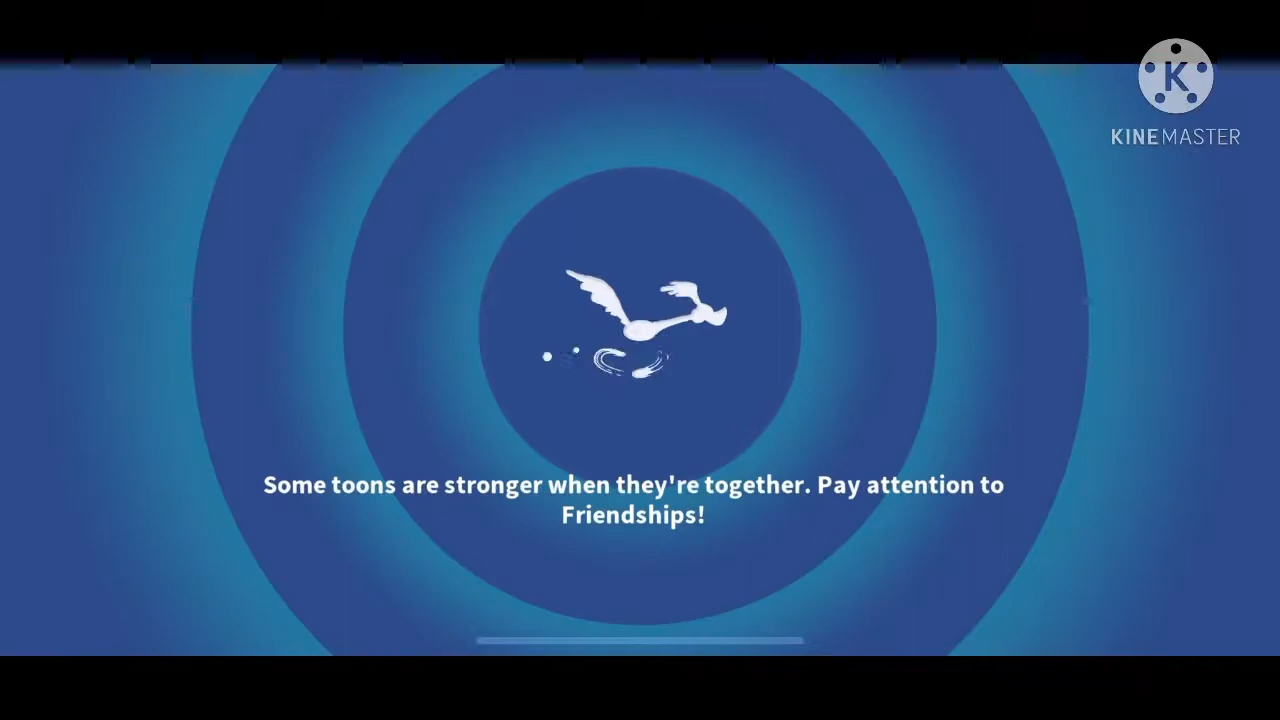 K
KINEMASTER
Some toons are stronger when they're together. Pay attention to
Friendships!